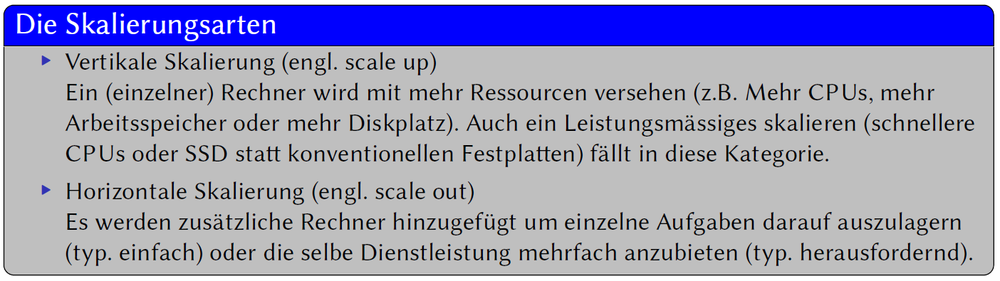 Die Skalierungsarten
Vertikale Skalierung (engl. scale up)
Ein (einzelner) Rechner wird mit mehr Ressourcen versehen (z.B. Mehr CPUs, mehr
Arbeitsspeicher oder mehr Diskplatz). Auch ein Leistungsmässiges skalieren (schnellere
CPUs oder SSD statt konventionellen Festplatten) fällt in diese Kategorie.
Horizontale Skalierung (engl. scale out)
Es werden zusätzliche Rechner hinzugefügt um einzelne Aufgaben darauf auszulagern
(typ. einfach) oder die selbe Dienstleistung mehrfach anzubieten (typ. herausfordernd).